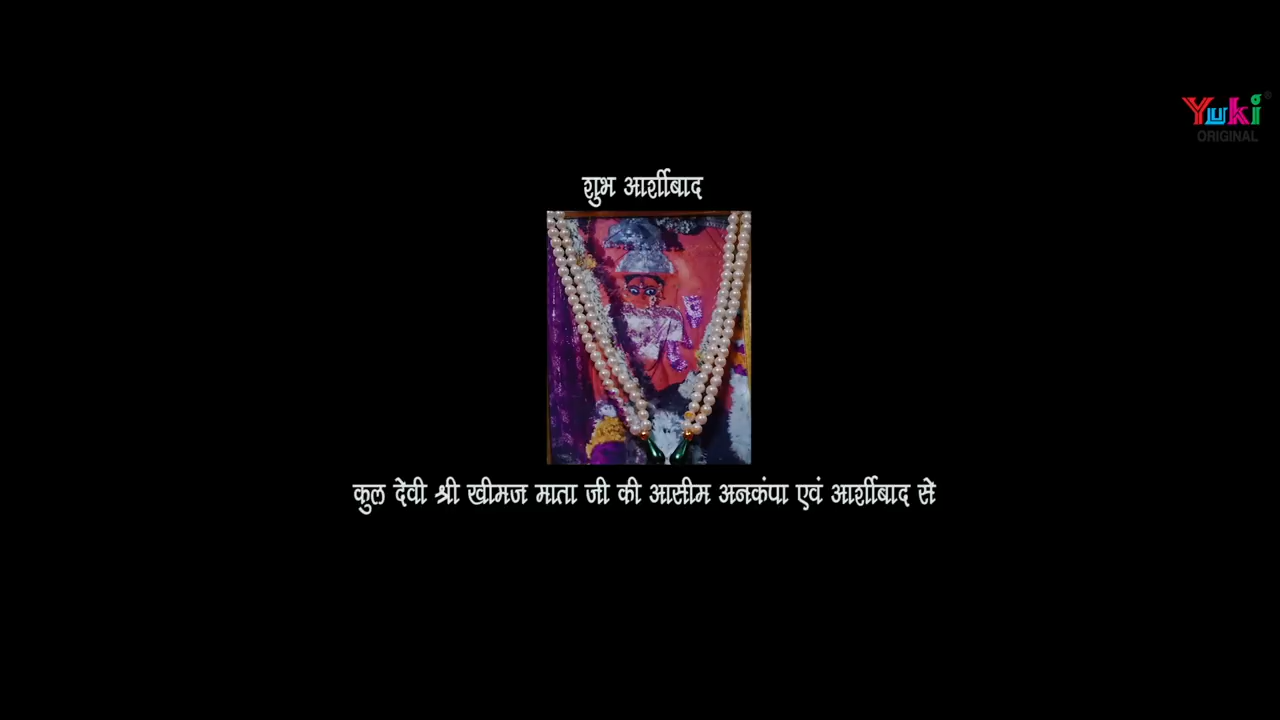 Yuki®
ORIGINAL
शुभ आर्शीबाद
कुल देवी श्री खीमज माता जी की आसीम अनकंपा एवं आर्शीबाद से